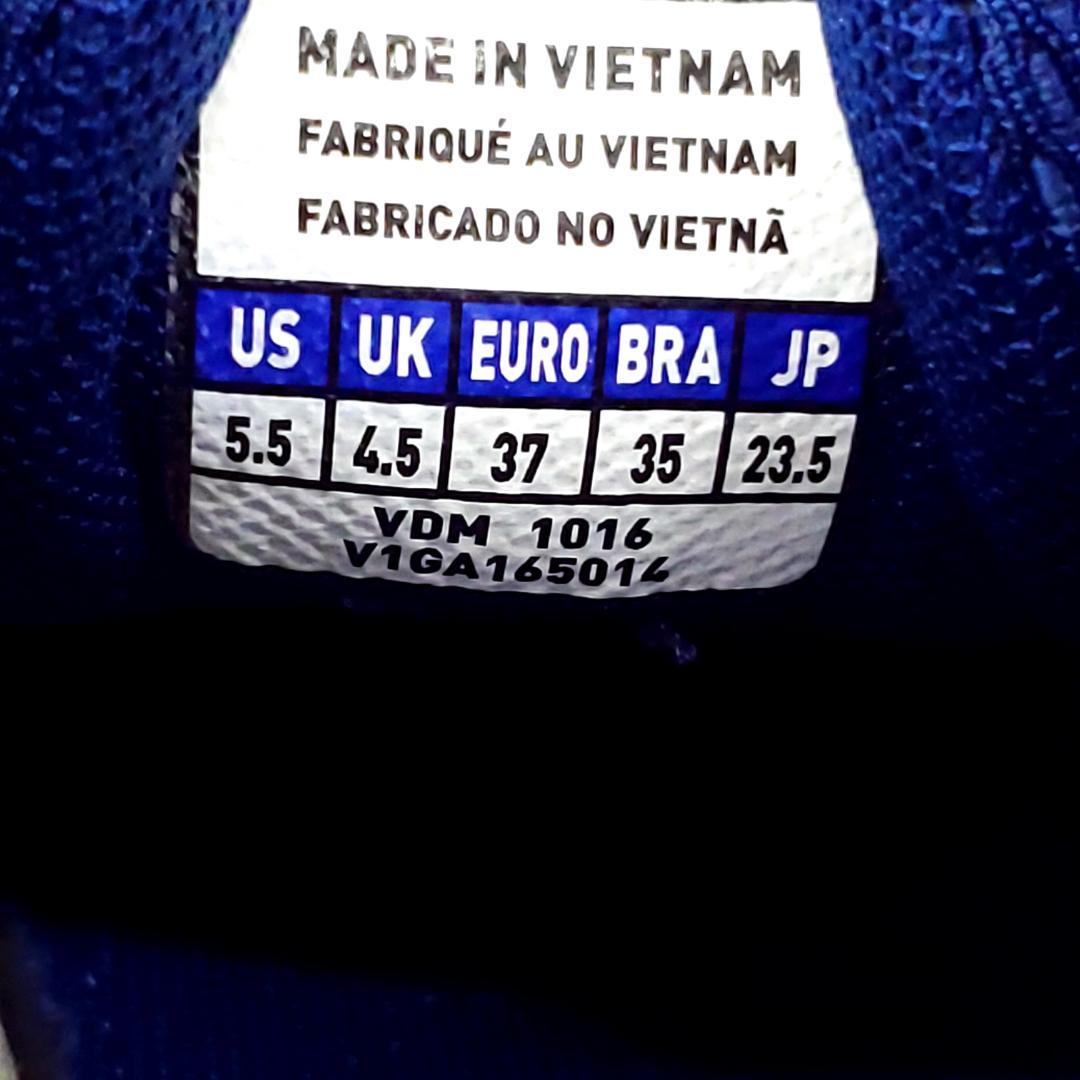 MADE IN VIETNAM
FABRIQUÉ AU VIETNAM
FABRICADO NO VIETNÃ
US UK EURO BRA JP
5.5 4.5 37 35 23.5
VDM 1016
V1GA165014